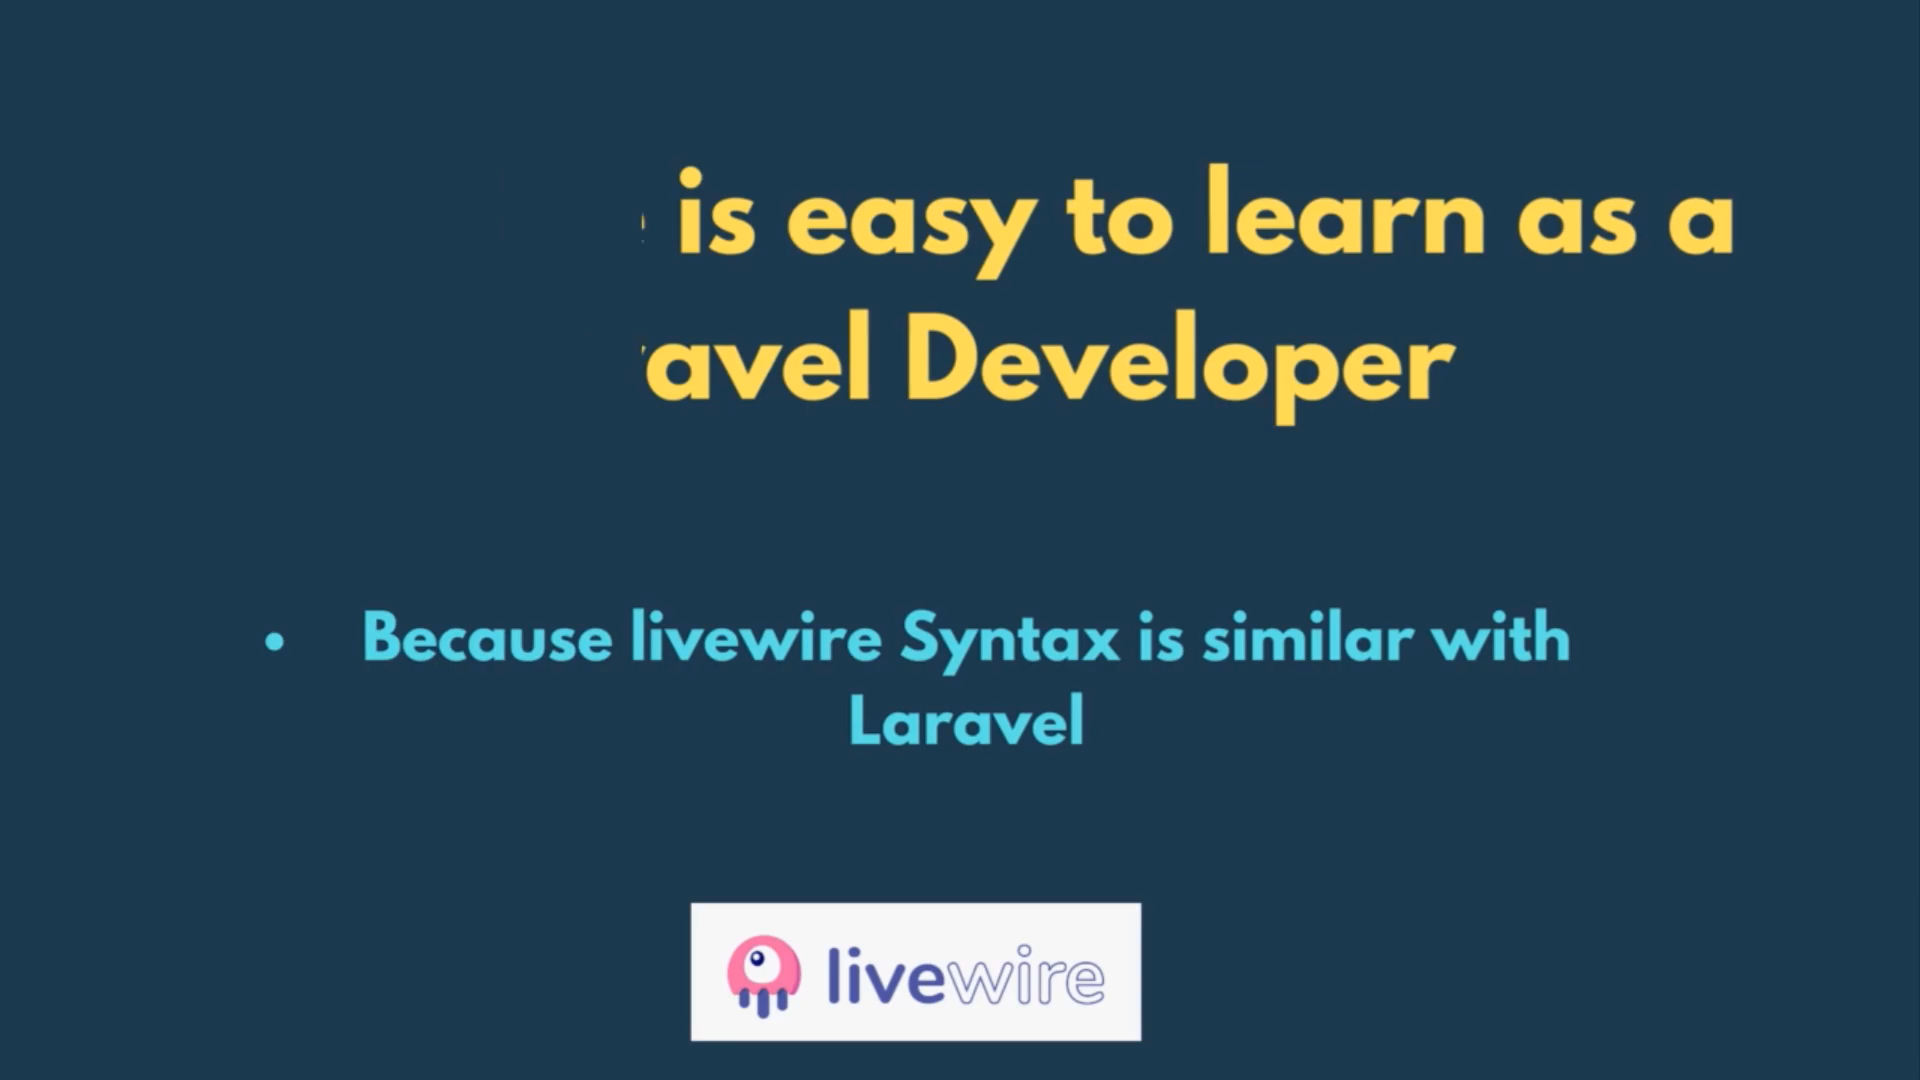 is easy to learn as a
avel Developer
• Because livewire Syntax is similar with
Laravel
livewire